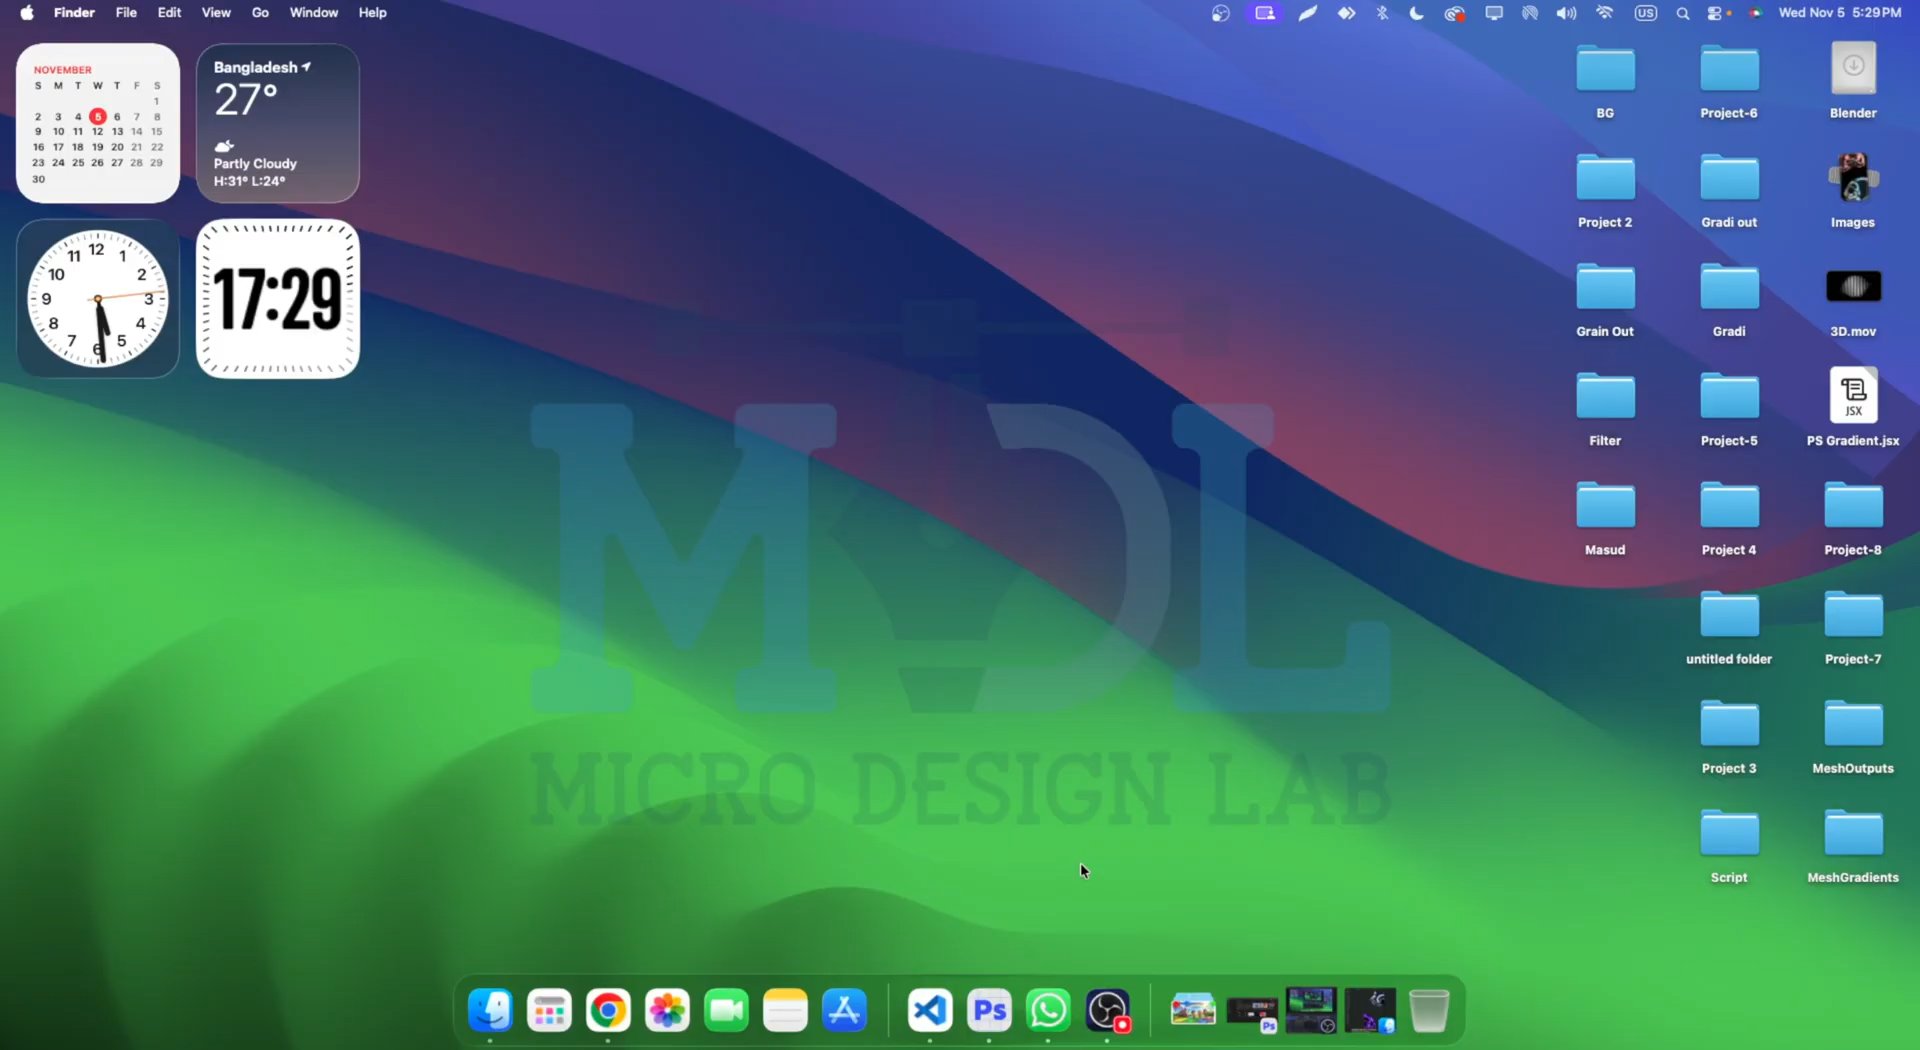 Finder File Edit View Go Window Help
US
Wed Nov 5 5:29 PM
NOVEMBER
S M T W T F S
1
2 3 4 5 6 7 8
9 10 11 12 13 14 15
16 17 18 19 20 21 22
23 24 25 26 27 28 29
30
Bangladesh
27°
Partly Cloudy
H:31° L:24°
12
11 1
10 2
9 3
8 4
7 5
6
17:29
BG Project-6 Blender
Project 2 Gradi out Images
Grain Out Gradi 3D.mov
JSX
Filter Project-5 PS Gradient.jsx
Masud Project 4 Project-8
untitled folder Project-7
Project 3 MeshOutputs
Script MeshGradients
MDL
MICRO DESIGN LAB
Ps
Ps